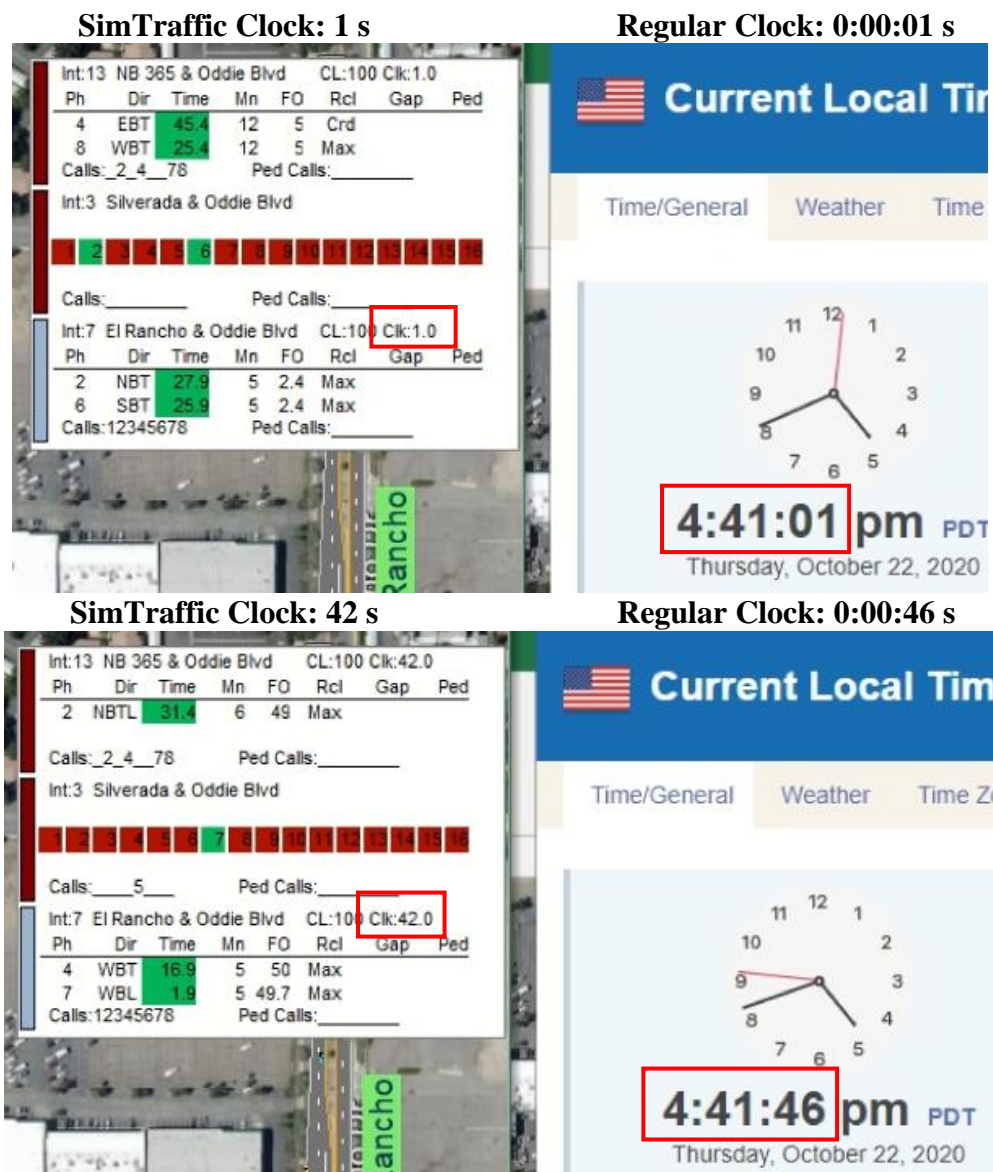 SimTraffic Clock: 1 s Regular Clock: 0:00:01 s
Int:13 NB 365 & Oddie Blvd CL:100 Clk:1.0
Ph Dir Time Mn FO Rcl Gap Ped
4 EBT 45.4 12 5 Crd
8 WBT 25.4 12 5 Max
Calls:_2_4__78 Ped Calls:________
Int:3 Silverada & Oddie Blvd
1 2 3 4 5 6 7 8 9 10 11 12 13 14 15 16
Calls:________ Ped Calls:________
Int:7 El Rancho & Oddie Blvd CL:100 Clk:1.0
Ph Dir Time Mn FO Rcl Gap Ped
2 NBT 27.9 5 2.4 Max
6 SBT 25.9 5 2.4 Max
Calls:12345678 Ped Calls:________
Rancho
Current Local Tim
Time/General Weather Time
12 1 2 3 4 5 6 7 8 9 10 11
4:41:01 pm PDT
Thursday, October 22, 2020
SimTraffic Clock: 42 s Regular Clock: 0:00:46 s
Int:13 NB 365 & Oddie Blvd CL:100 Clk:42.0
Ph Dir Time Mn FO Rcl Gap Ped
2 NBTL 31.4 6 49 Max
Calls:_2_4__78 Ped Calls:________
Int:3 Silverada & Oddie Blvd
1 2 3 4 5 6 7 8 9 10 11 12 13 14 15 16
Calls:____5___ Ped Calls:________
Int:7 El Rancho & Oddie Blvd CL:100 Clk:42.0
Ph Dir Time Mn FO Rcl Gap Ped
4 WBT 16.9 5 50 Max
7 WBL 1.9 5 49.7 Max
Calls:12345678 Ped Calls:________
ancho
Current Local Tim
Time/General Weather Time Zo
12 1 2 3 4 5 6 7 8 9 10 11
4:41:46 pm PDT
Thursday, October 22, 2020